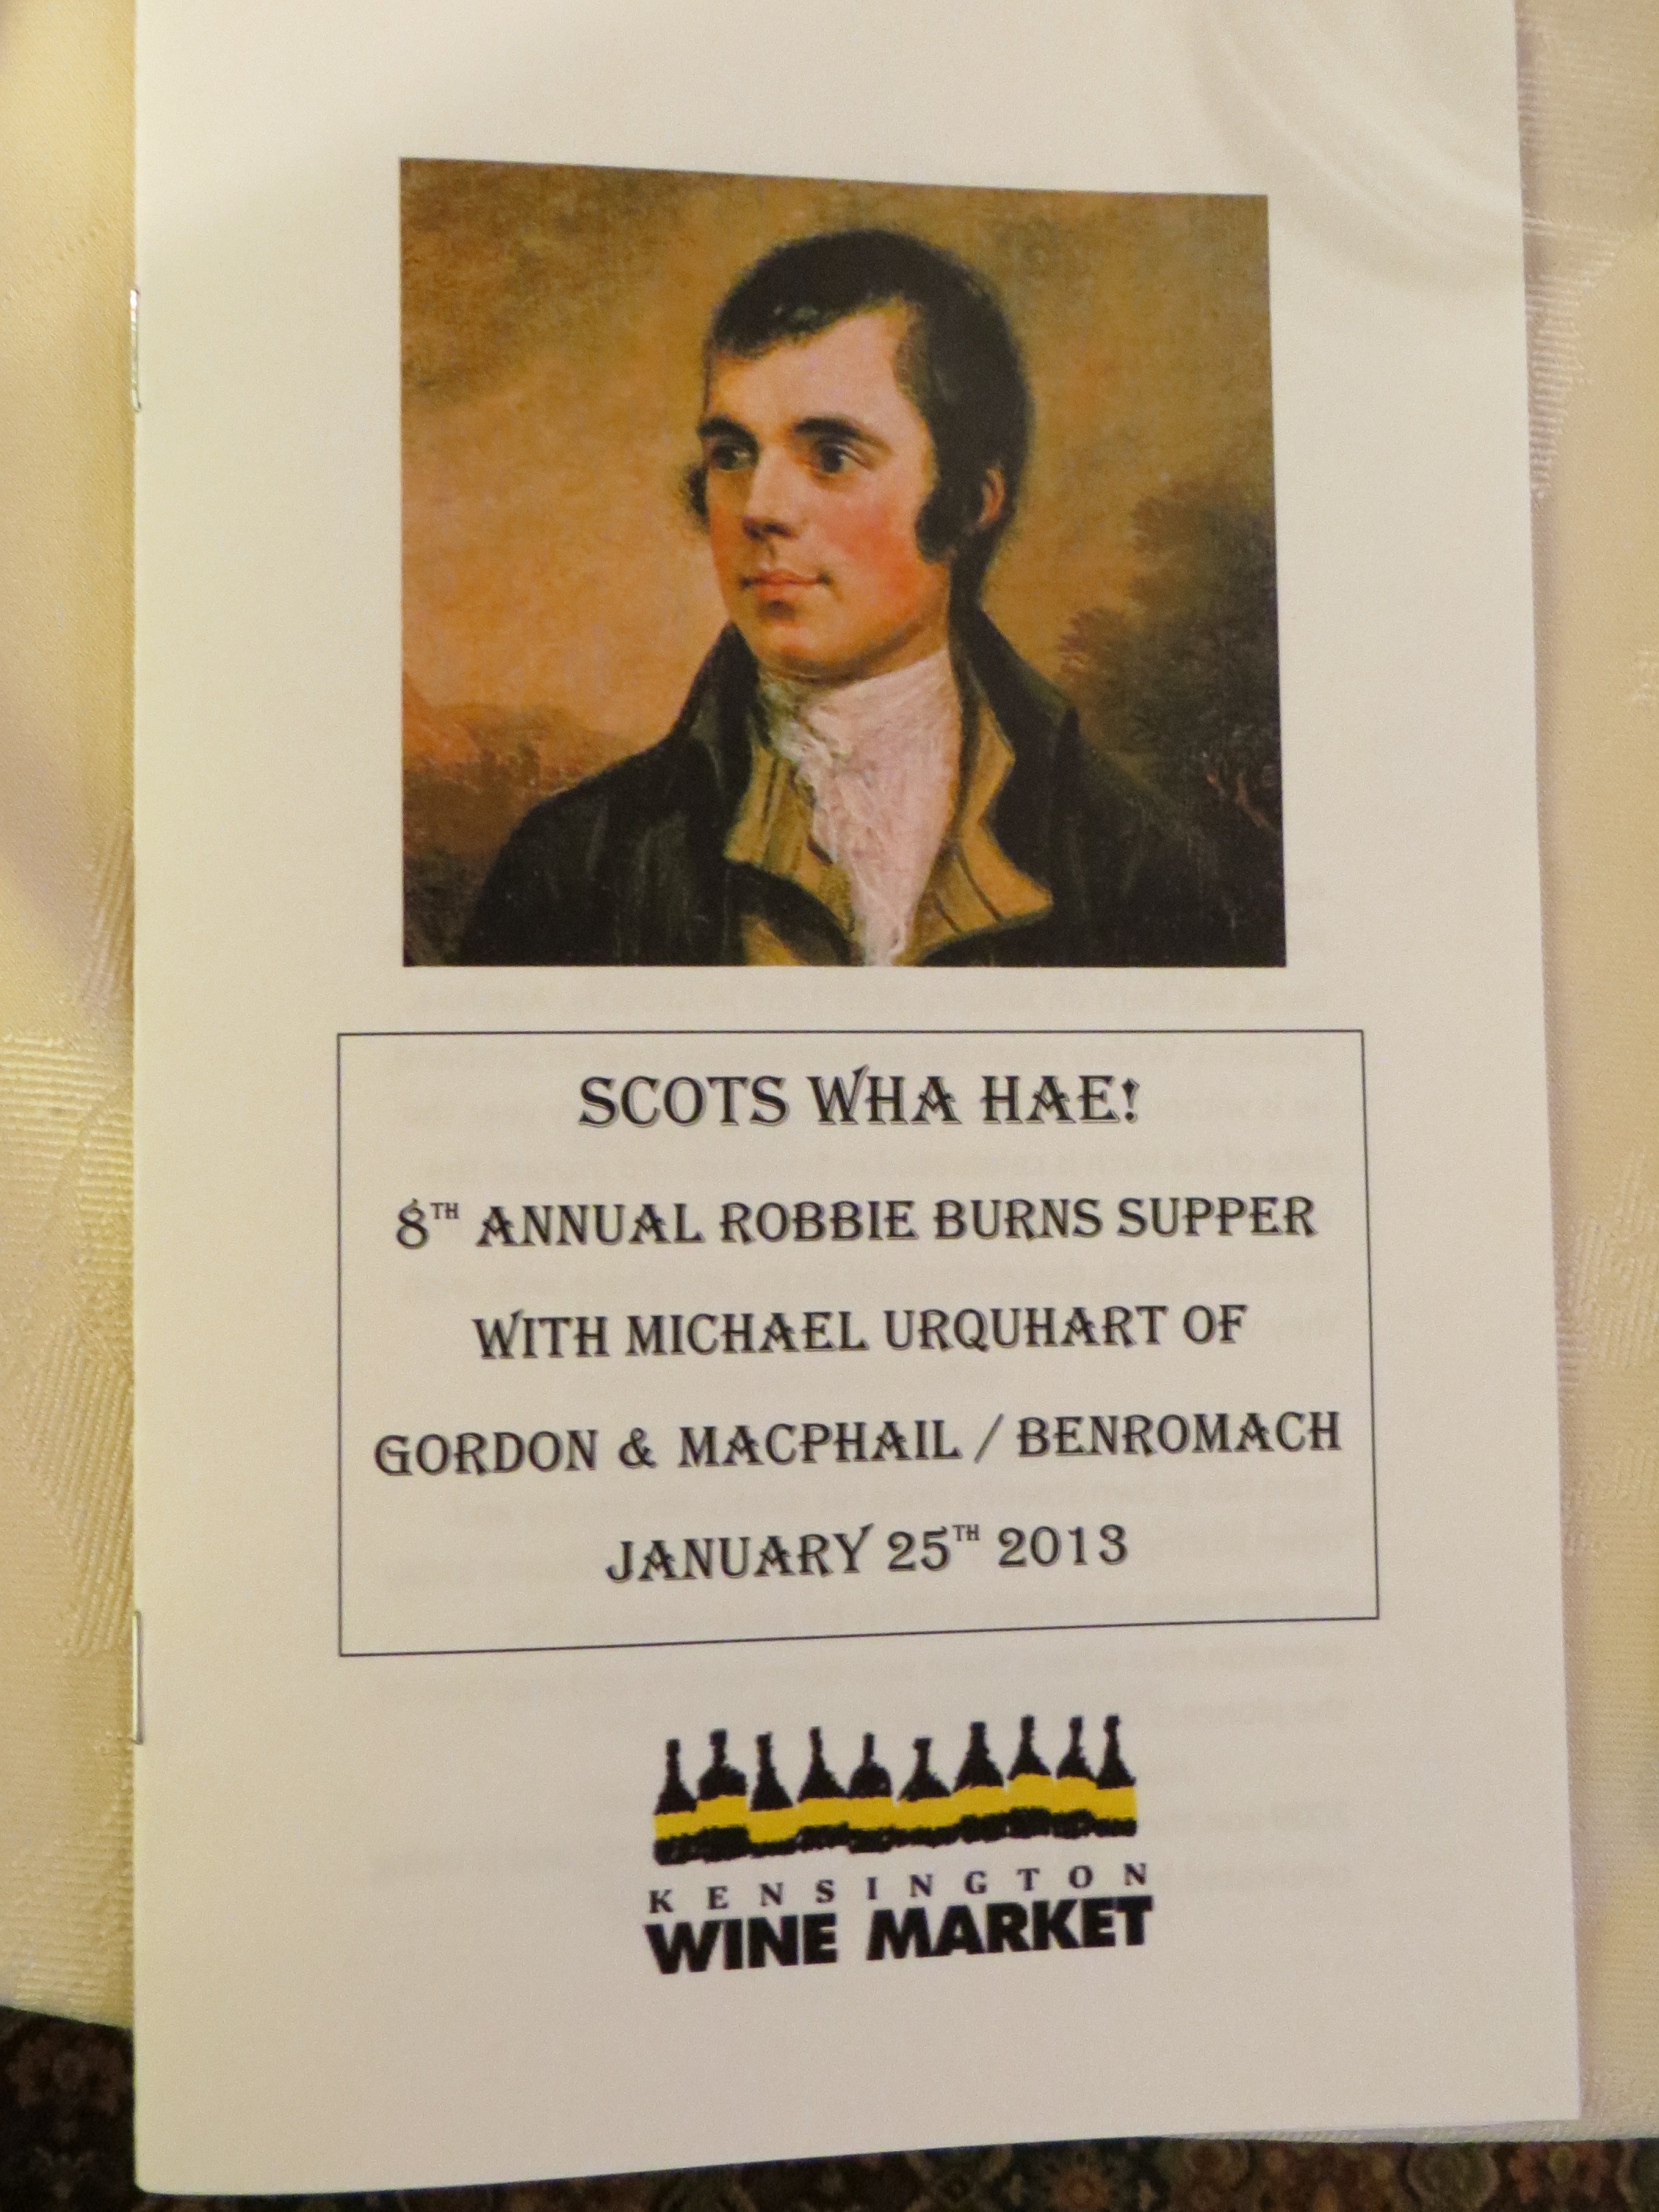 SCOTS WHA HAE!
8TH ANNUAL ROBBIE BURNS SUPPER
WITH MICHAEL URQUHART OF
GORDON & MACPHAIL / BENROMACH
JANUARY 25TH 2013
KENSINGTON
WINE MARKET